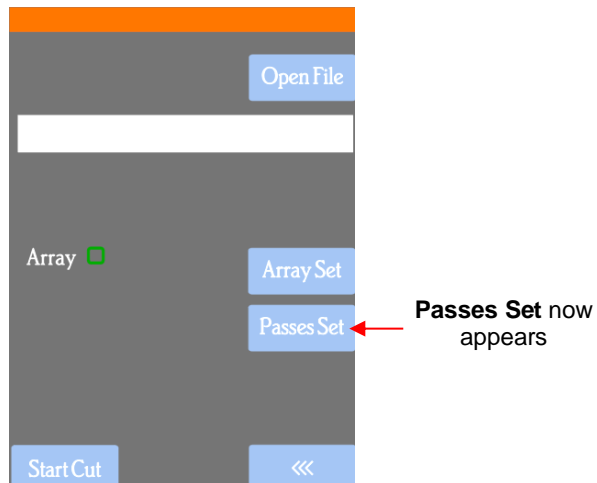 Open File
Array
Array Set
Passes Set
Passes Set now
appears
Start Cut
<<<